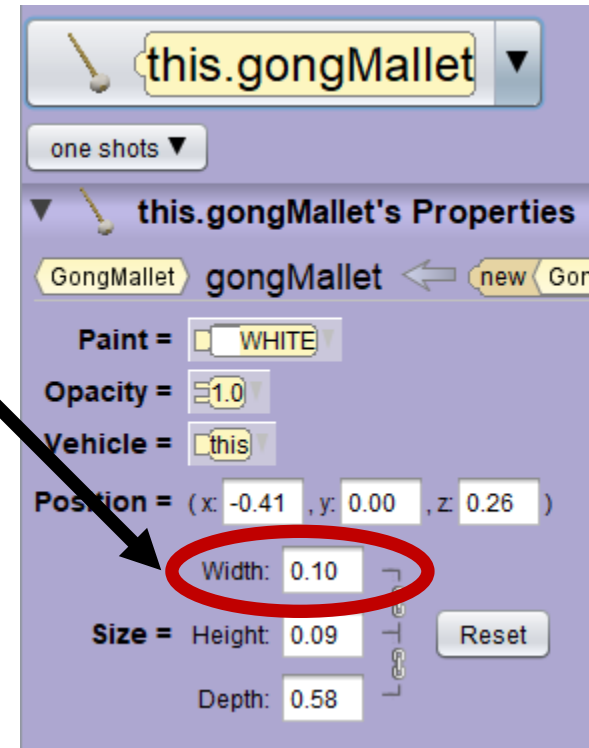 this.gongMallet ▼
one shots ▼
▼ this.gongMallet's Properties
GongMallet gongMallet new Gon
Paint = WHITE
Opacity = 1.0
Vehicle = this
Position = ( x: -0.41 , y: 0.00 , z: 0.26 )
Width: 0.10
Size = Height: 0.09 Reset
Depth: 0.58